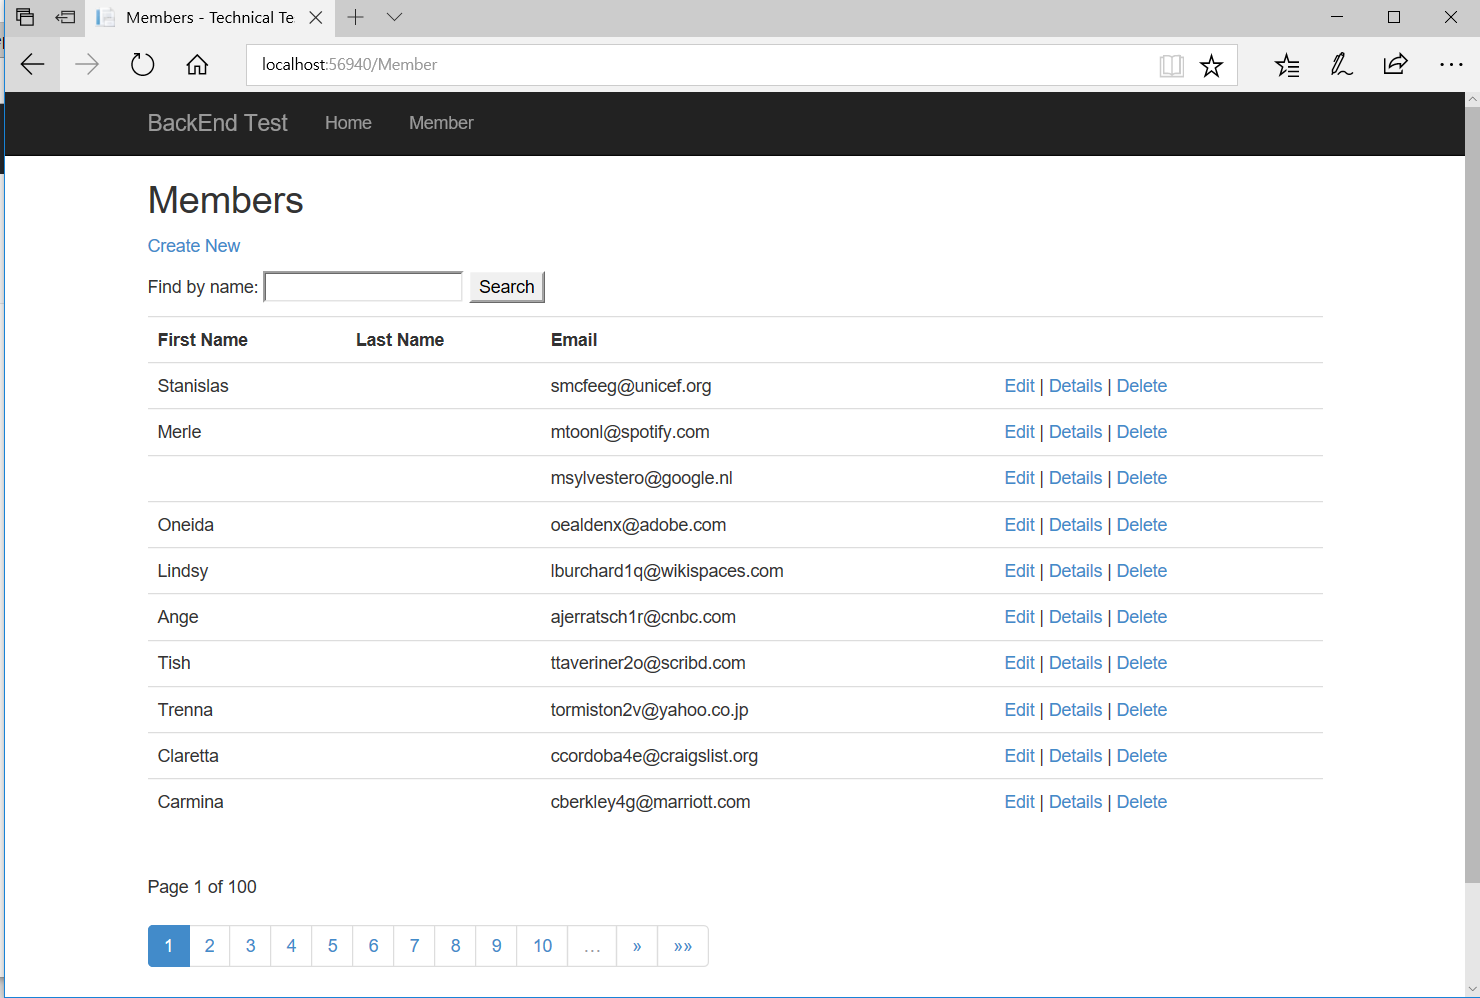 Members - Technical Te
localhost:56940/Member
BackEnd Test Home Member
Members
Create New
Find by name: Search
First Name Last Name Email
Stanislas smcfeeg@unicef.org Edit | Details | Delete
Merle mtoonl@spotify.com Edit | Details | Delete
msylvestero@google.nl Edit | Details | Delete
Oneida oealdenx@adobe.com Edit | Details | Delete
Lindsy lburchard1q@wikispaces.com Edit | Details | Delete
Ange ajerratsch1r@cnbc.com Edit | Details | Delete
Tish ttaveriner2o@scribd.com Edit | Details | Delete
Trenna tormiston2v@yahoo.co.jp Edit | Details | Delete
Claretta ccordoba4e@craigslist.org Edit | Details | Delete
Carmina cberkley4g@marriott.com Edit | Details | Delete
Page 1 of 100
1 2 3 4 5 6 7 8 9 10 … » »»